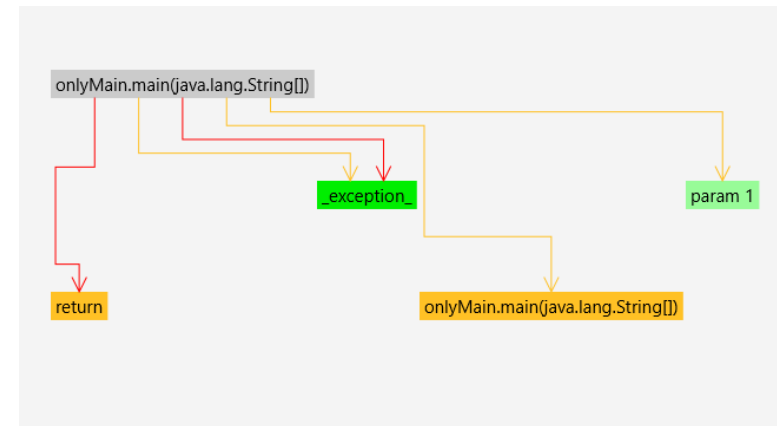 onlyMain.main(java.lang.String[])
_exception_
param 1
return
onlyMain.main(java.lang.String[])